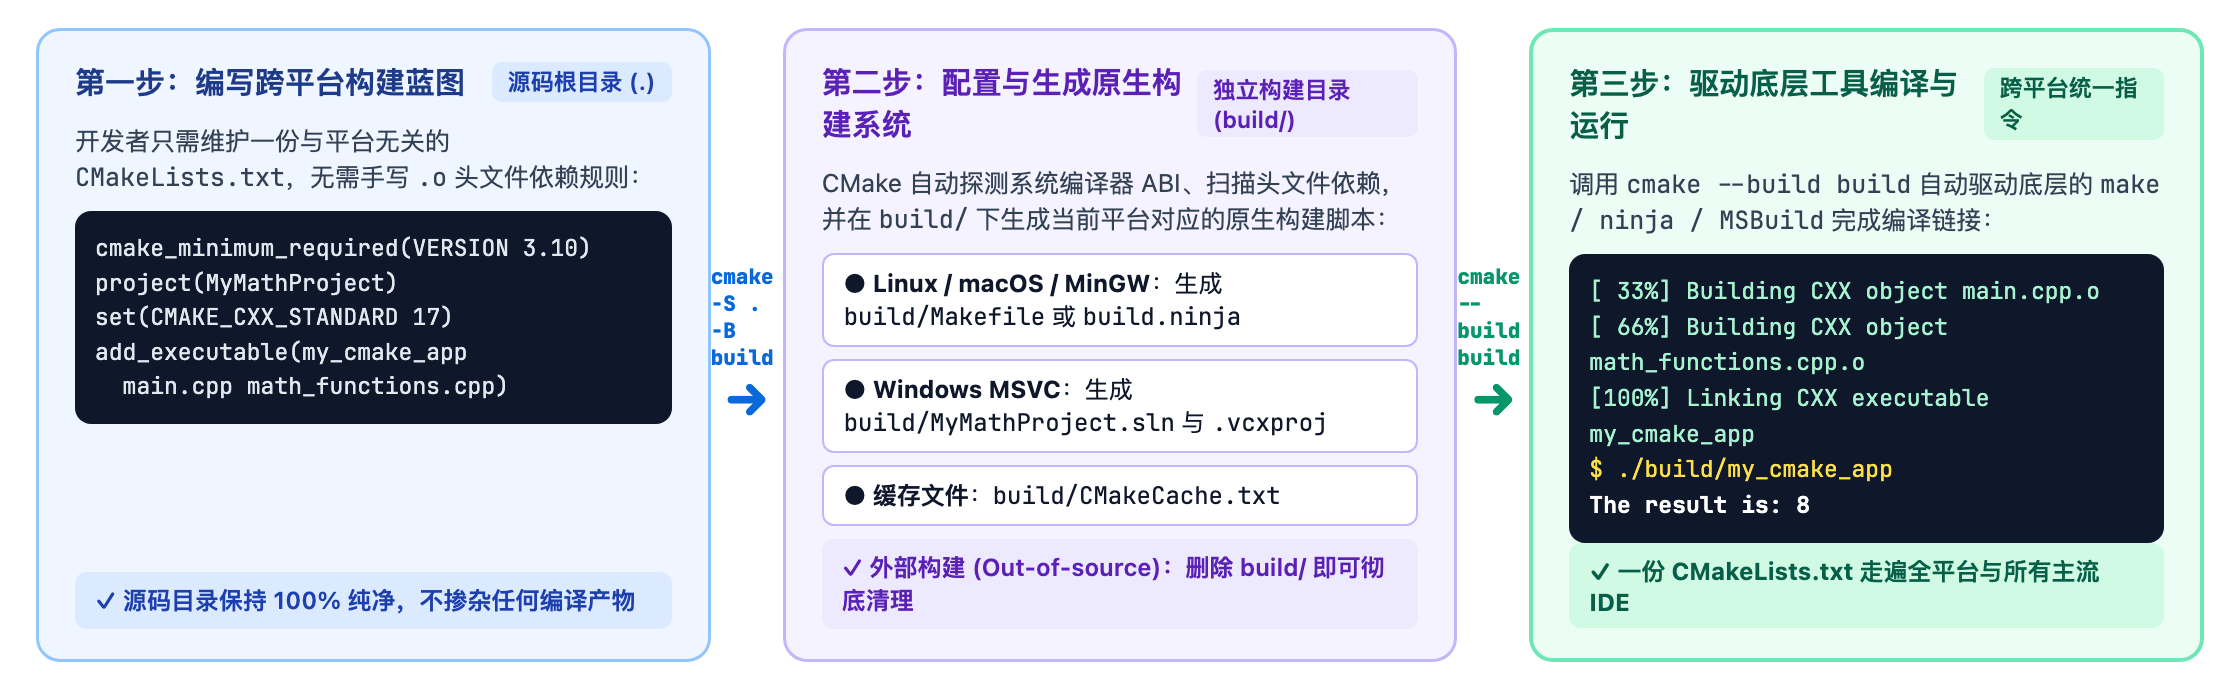 第一步：编写跨平台构建蓝图
源码根目录 (.)
开发者只需维护一份与平台无关的
CMakeLists.txt，无需手写 .o 头文件依赖规则：
cmake_minimum_required(VERSION 3.10)
project(MyMathProject)
set(CMAKE_CXX_STANDARD 17)
add_executable(my_cmake_app
  main.cpp math_functions.cpp)
✓ 源码目录保持 100% 纯净，不掺杂任何编译产物
cmake
-S .
-B
build
➜
第二步：配置与生成原生构
建系统
独立构建目录
(build/)
CMake 自动探测系统编译器 ABI、扫描头文件依赖，
并在 build/ 下生成当前平台对应的原生构建脚本：
● Linux / macOS / MinGW：生成
build/Makefile 或 build.ninja
● Windows MSVC：生成
build/MyMathProject.sln 与 .vcxproj
● 缓存文件：build/CMakeCache.txt
✓ 外部构建 (Out-of-source)：删除 build/ 即可彻
底清理
cmake
--
build
build
➜
第三步：驱动底层工具编译与
运行
跨平台统一指
令
调用 cmake --build build 自动驱动底层的 make
/ ninja / MSBuild 完成编译链接：
[ 33%] Building CXX object main.cpp.o
[ 66%] Building CXX object
math_functions.cpp.o
[100%] Linking CXX executable
my_cmake_app
$ ./build/my_cmake_app
The result is: 8
✓ 一份 CMakeLists.txt 走遍全平台与所有主流
IDE